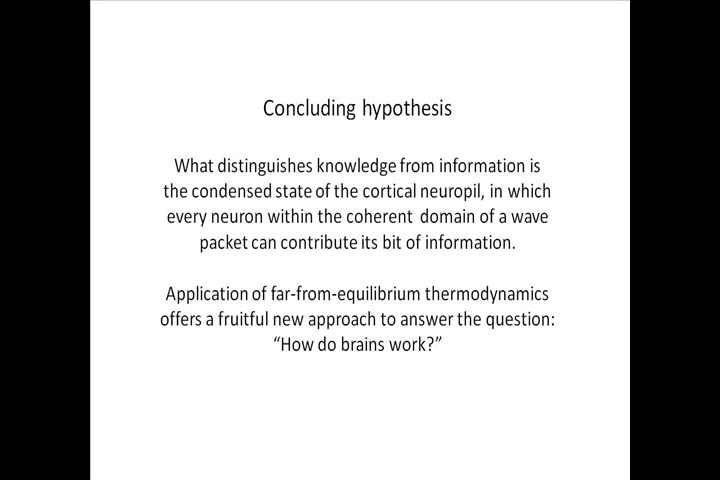 Concluding hypothesis
What distinguishes knowledge from information is
the condensed state of the cortical neuropil, in which
every neuron within the coherent domain of a wave
packet can contribute its bit of information.
Application of far-from-equilibrium thermodynamics
offers a fruitful new approach to answer the question:
“How do brains work?”